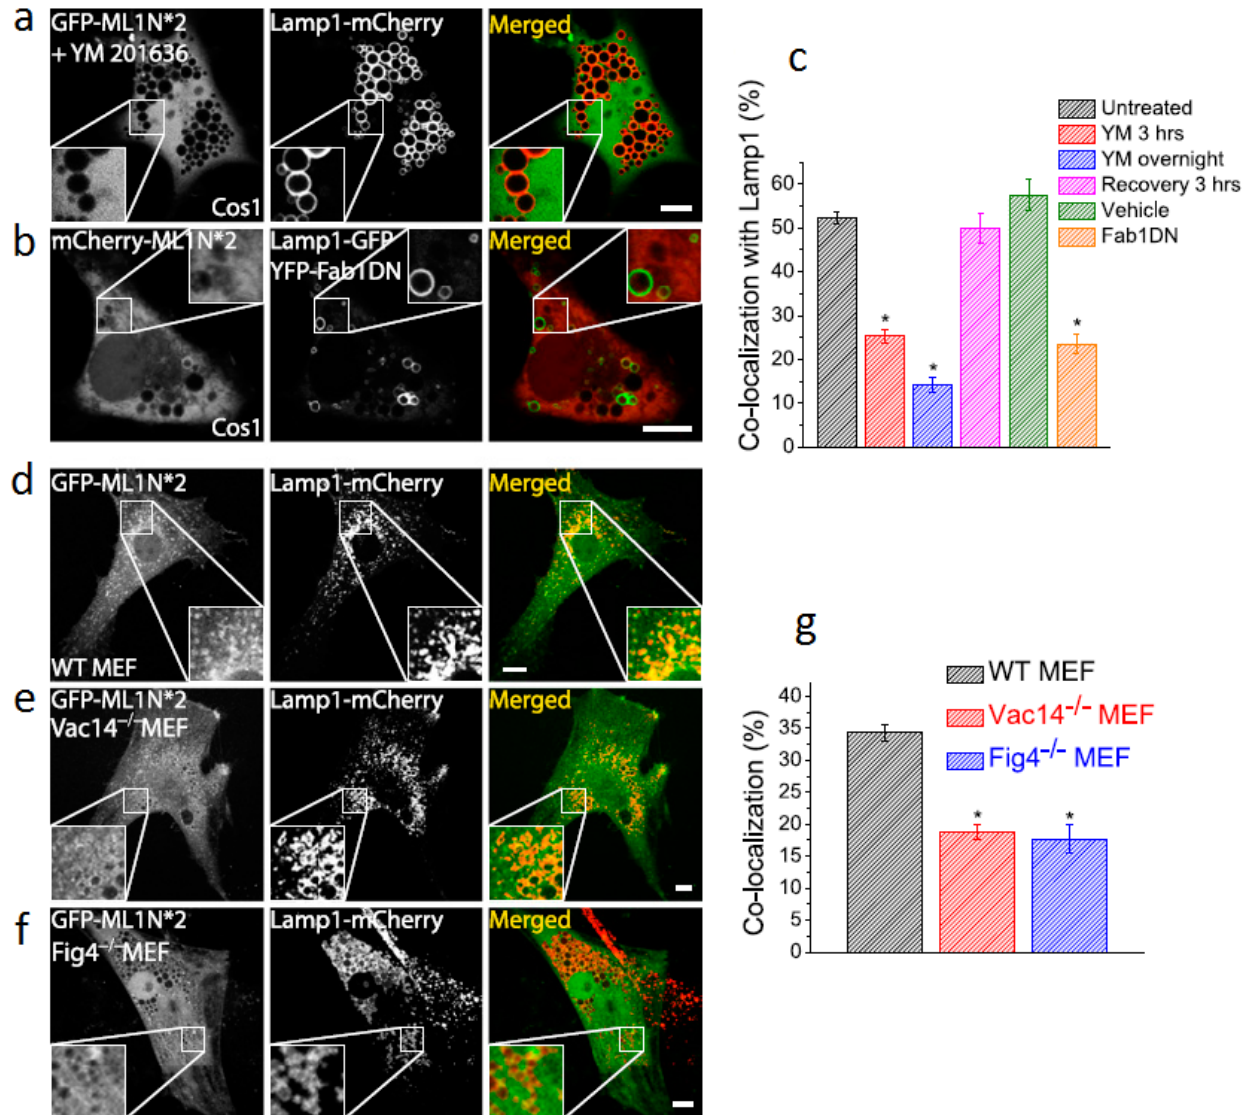 a
GFP-ML1N*2
+ YM 201636
Cos1
Lamp1-mCherry
Merged
b
mCherry-ML1N*2
Cos1
Lamp1-GFP
YFP-Fab1DN
Merged
c
Co-localization with Lamp1 (%)
60
50
40
30
20
10
0
*
*
*
Untreated
YM 3 hrs
YM overnight
Recovery 3 hrs
Vehicle
Fab1DN
d
GFP-ML1N*2
WT MEF
Lamp1-mCherry
Merged
e
GFP-ML1N*2
Vac14⁻/⁻MEF
Lamp1-mCherry
Merged
f
GFP-ML1N*2
Fig4⁻/⁻MEF
Lamp1-mCherry
Merged
g
Co-localization (%)
40
35
30
25
20
15
10
5
0
*
*
WT MEF
Vac14⁻/⁻ MEF
Fig4⁻/⁻ MEF